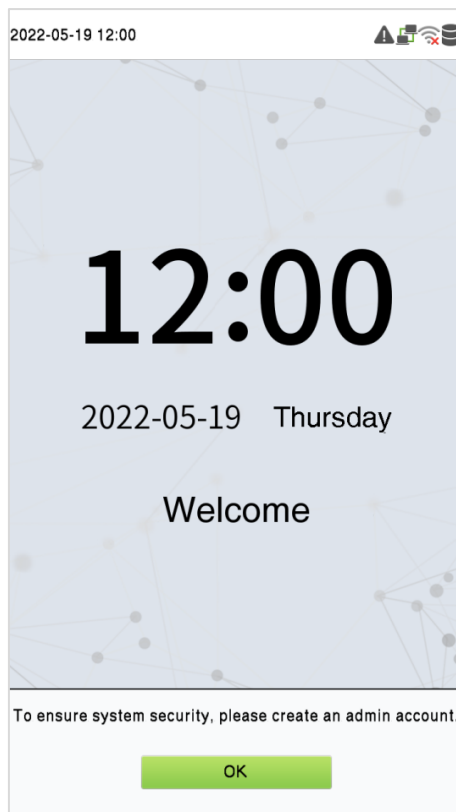 2022-05-19 12:00
12:00
2022-05-19 Thursday
Welcome
To ensure system security, please create an admin account.
OK